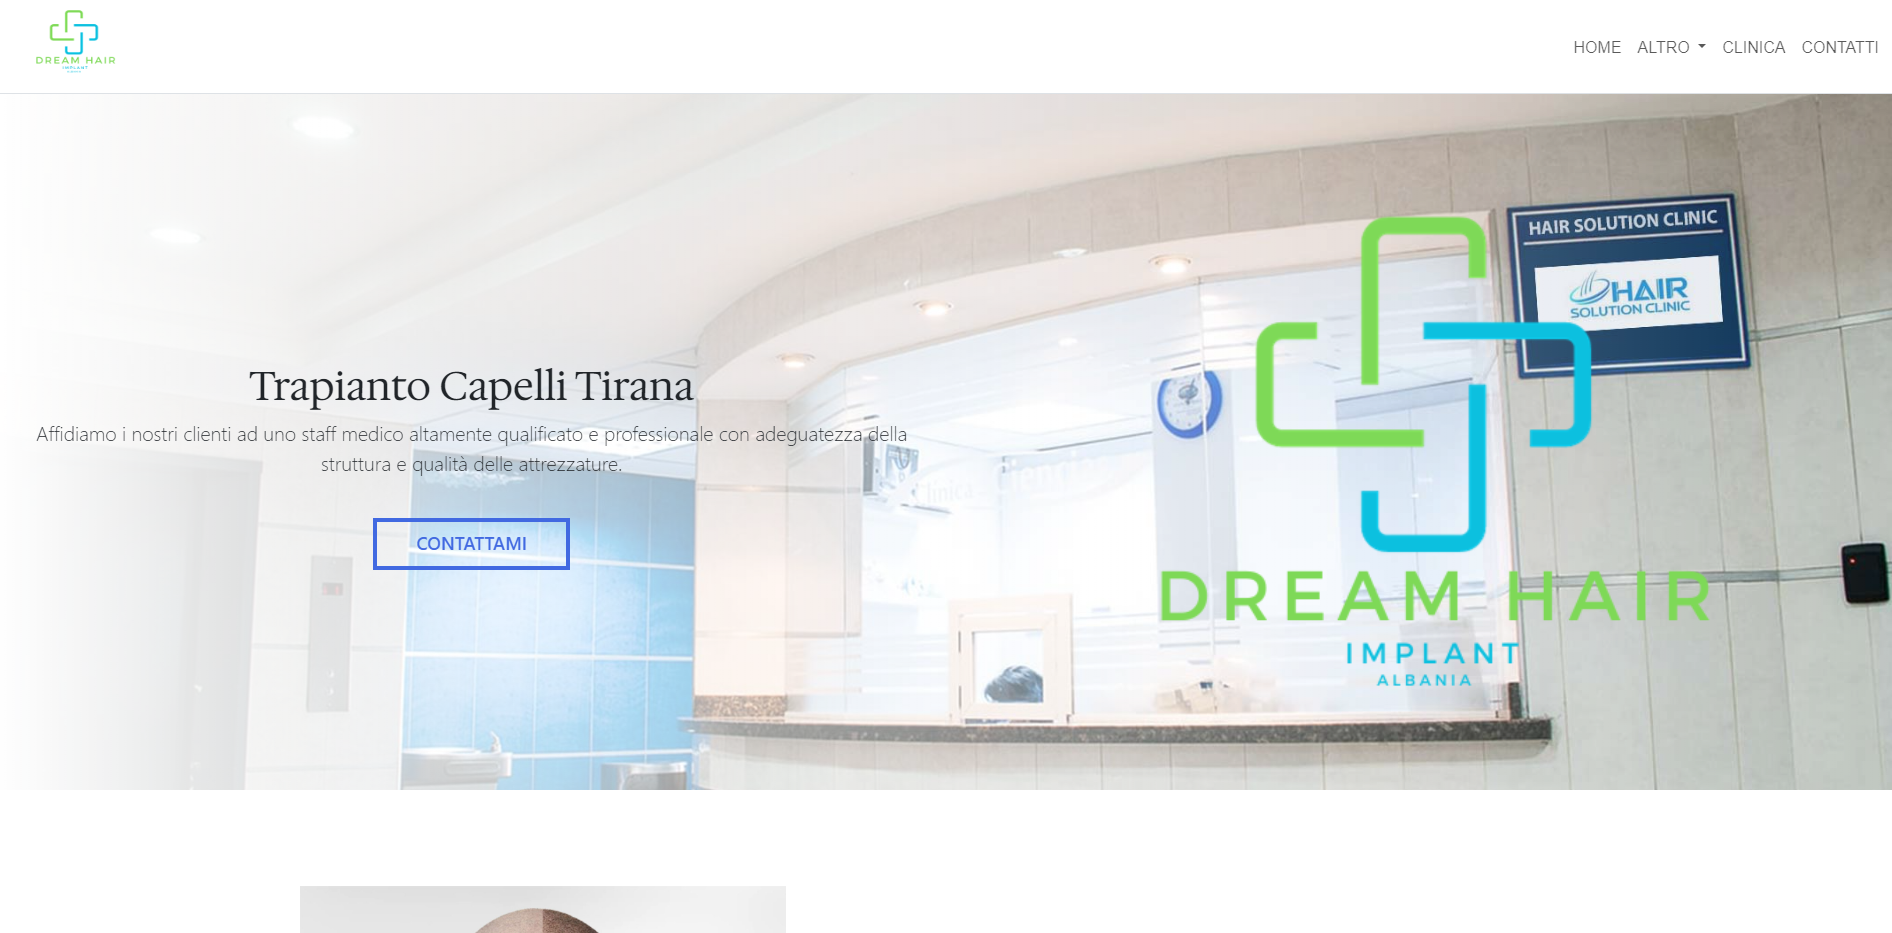 DREAM HAIR
IMPLANT
HOME
ALTRO
CLINICA
CONTATTI
HAIR SOLUTION CLINIC
HAIR
SOLUTION CLINIC
Trapianto Capelli Tirana
Affidiamo i nostri clienti ad uno staff medico altamente qualificato e professionale con adeguatezza della
struttura e qualità delle attrezzature.
CONTATTAMI
Clinica
DREAM HAIR
IMPLANT
ALBANIA